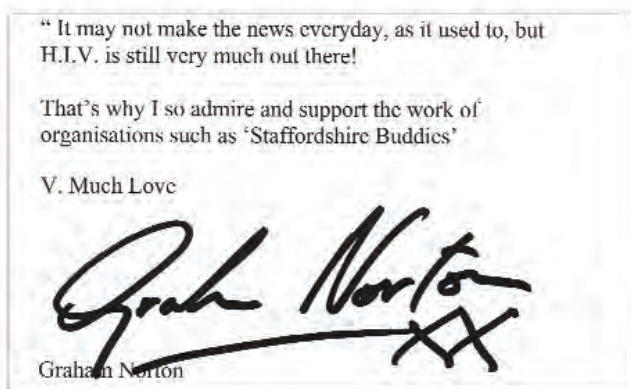 “ It may not make the news everyday, as it used to, but
H.I.V. is still very much out there!
That’s why I so admire and support the work of
organisations such as ‘Staffordshire Buddies’
V. Much Love
Graham Norton XX
Graham Norton